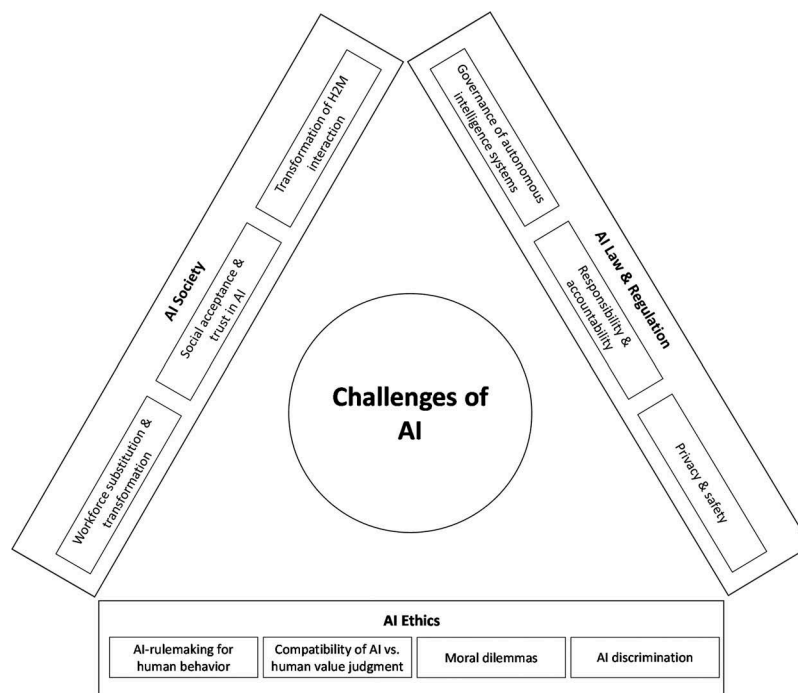 AI Society
Transformation of H2M
interaction
Social acceptance &
trust in AI
Workforce substitution &
transformation
AI Law & Regulation
Governance of autonomous
intelligence systems
Responsibility &
accountability
Privacy & safety
Challenges of
AI
AI Ethics
AI-rulemaking for
human behavior
Compatibility of AI vs.
human value judgment
Moral dilemmas
AI discrimination